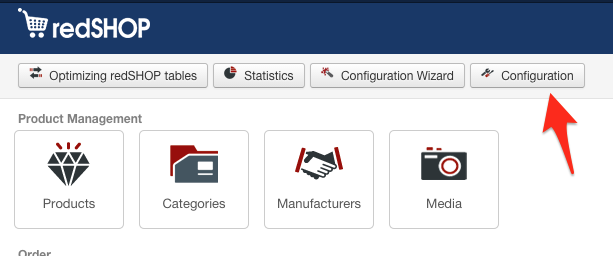 redSHOP
Optimizing redSHOP tables Statistics Configuration Wizard Configuration
Product Management
Products Categories Manufacturers Media
Order